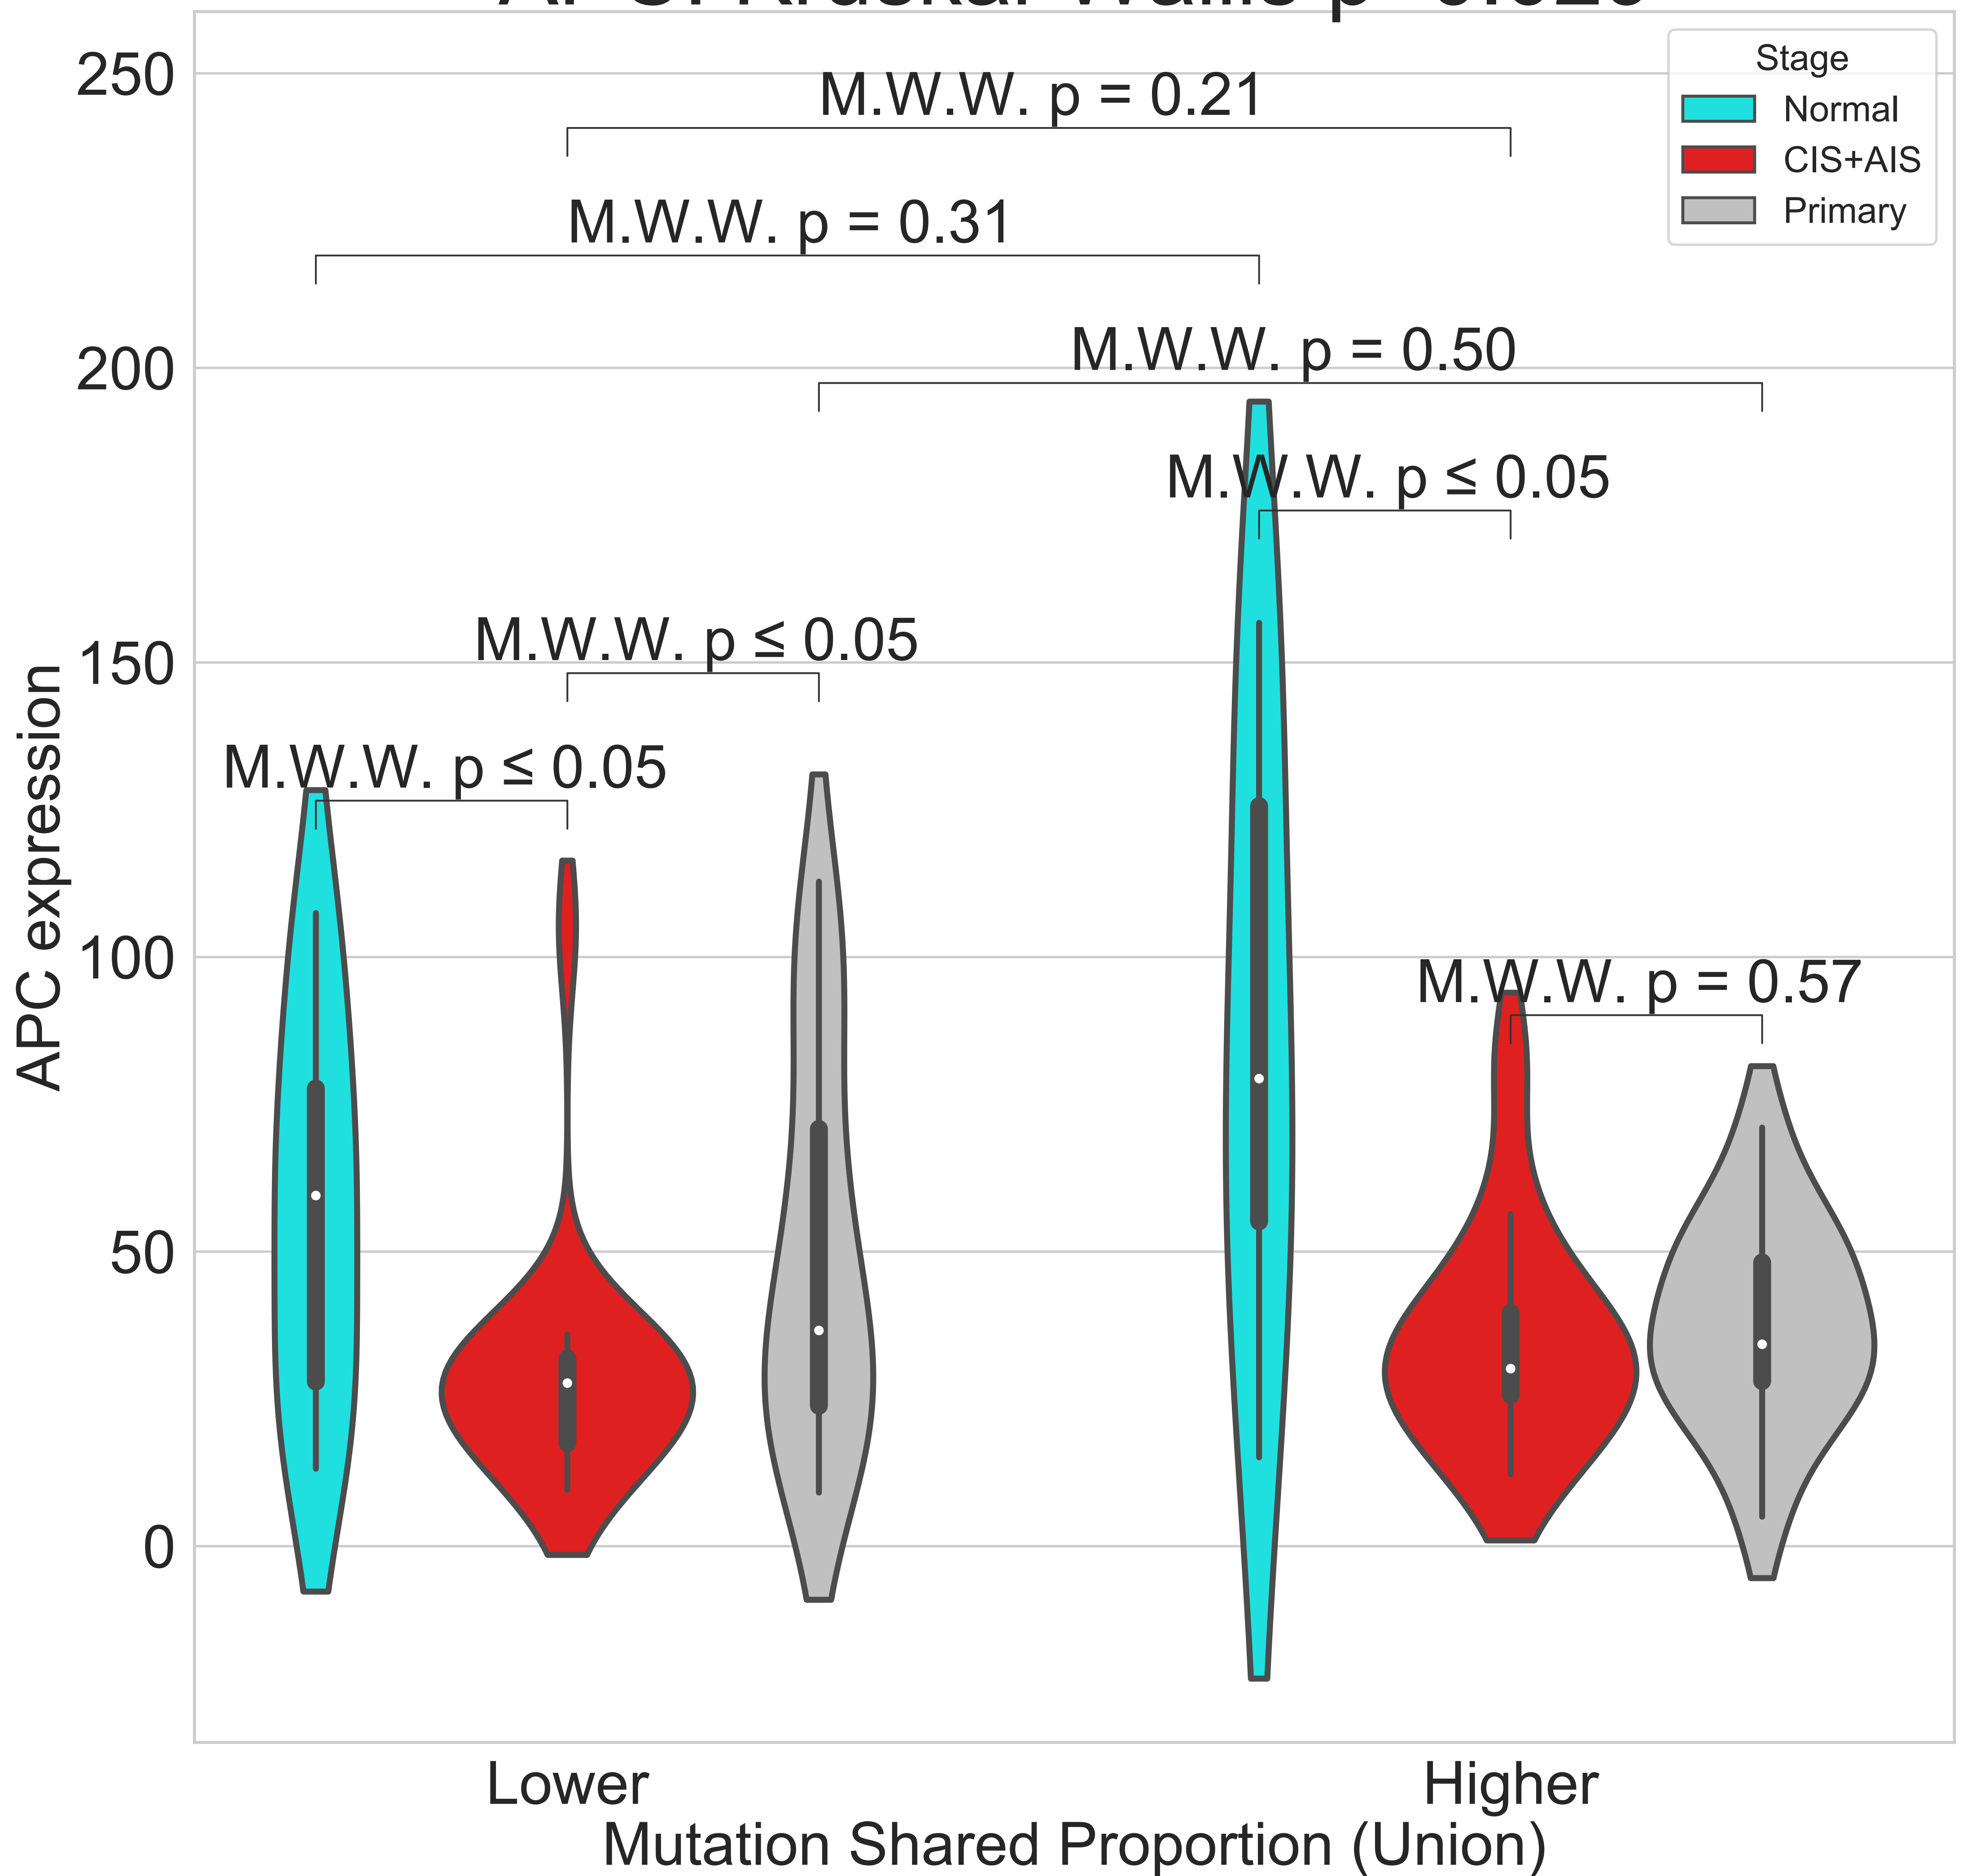 250
200
150
100
50
0
APC expression
M.W.W. p = 0.21
M.W.W. p = 0.31
M.W.W. p = 0.50
M.W.W. p ≤ 0.05
M.W.W. p ≤ 0.05
M.W.W. p ≤ 0.05
M.W.W. p = 0.57
Stage
Normal
CIS+AIS
Primary
Lower
Higher
Mutation Shared Proportion (Union)